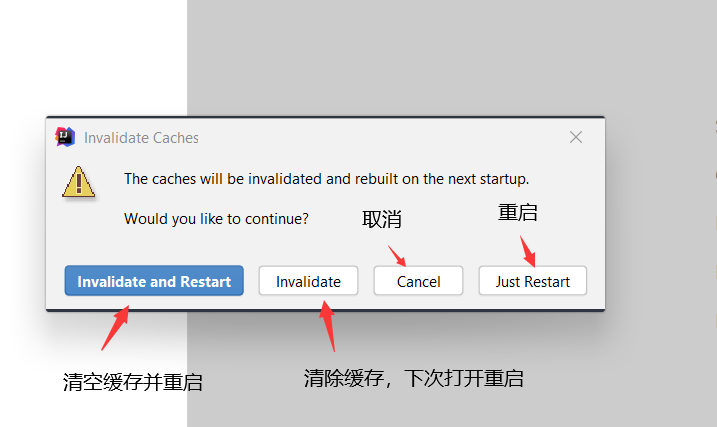 Invalidate Caches
The caches will be invalidated and rebuilt on the next startup.
Would you like to continue?
取消
重启
Invalidate and Restart
Invalidate
Cancel
Just Restart
清空缓存并重启
清除缓存，下次打开重启